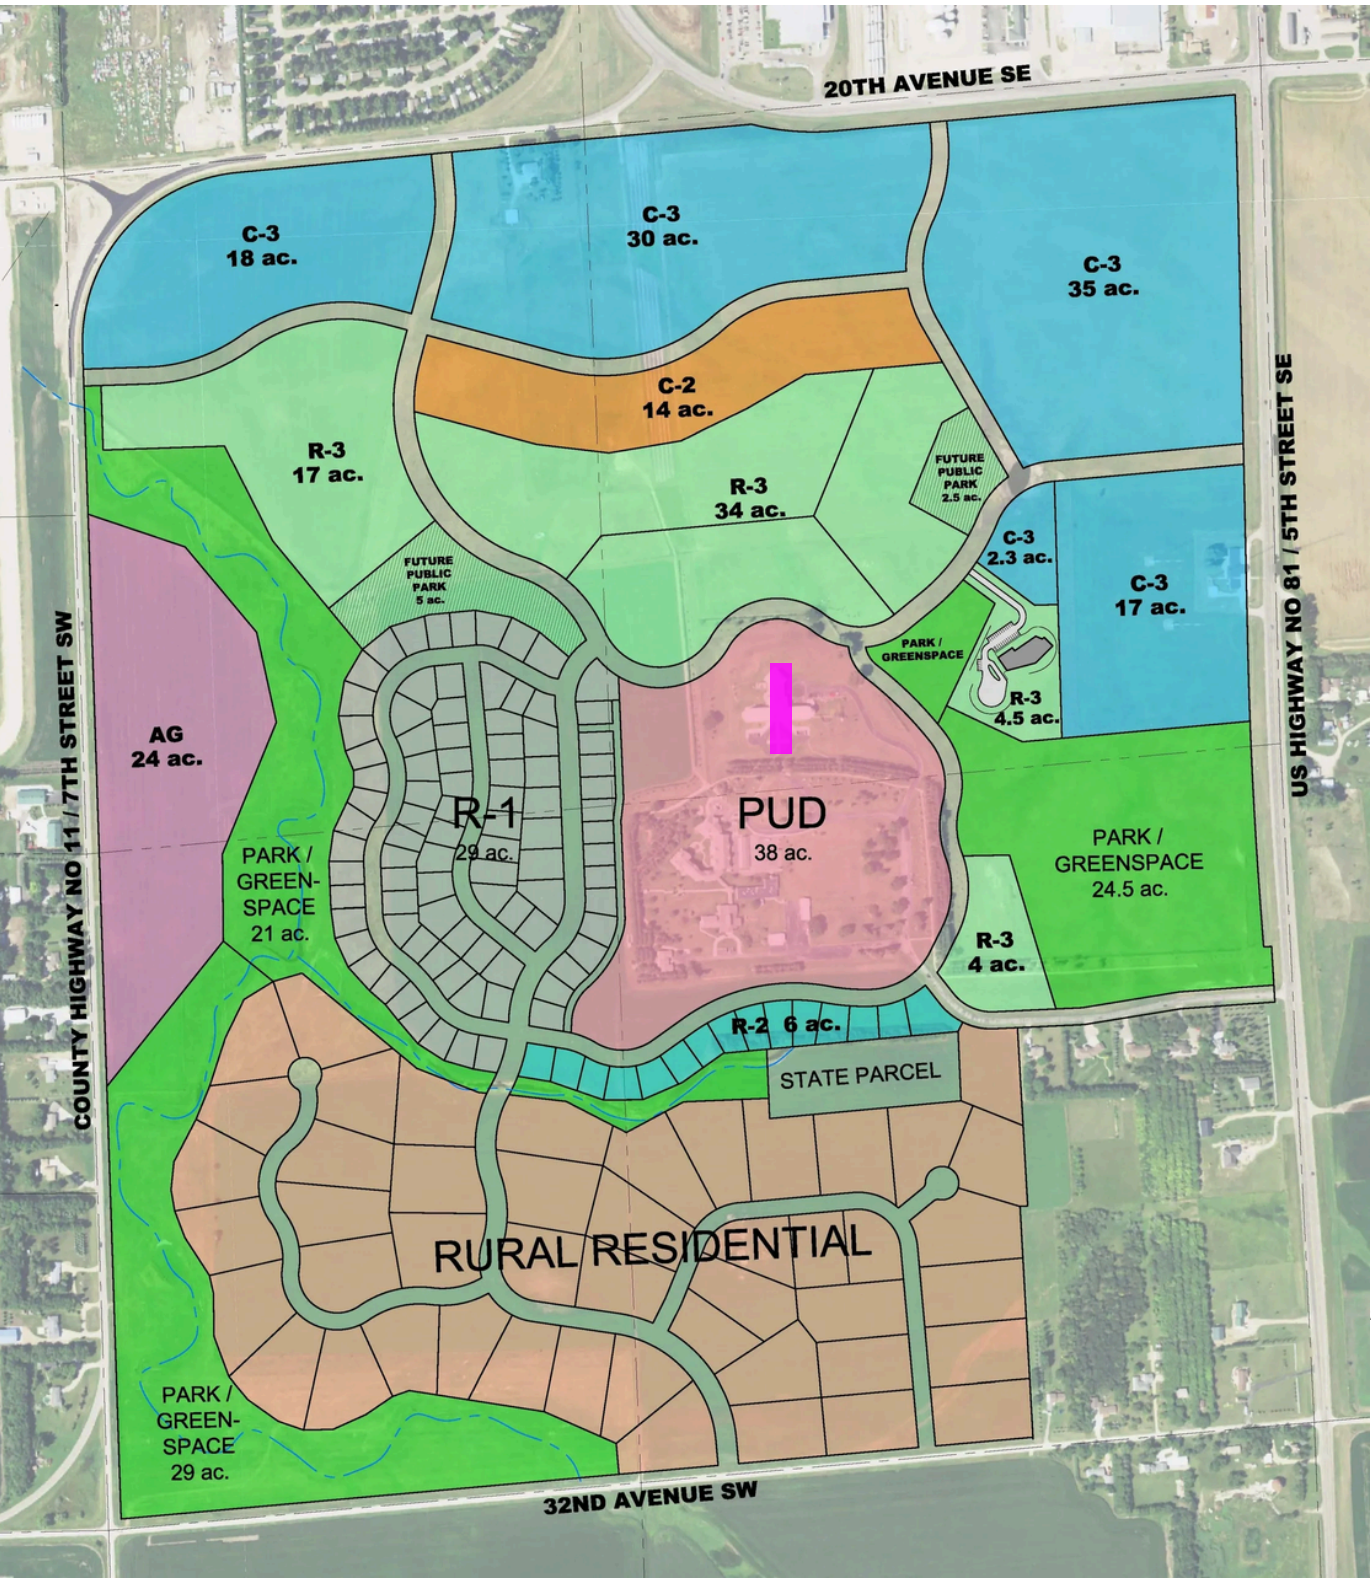 20TH AVENUE SE
C-3
18 ac.
C-3
30 ac.
C-3
35 ac.
C-2
14 ac.
R-3
17 ac.
R-3
34 ac.
FUTURE
PUBLIC
PARK
2.5 ac.
C-3
2.3 ac.
C-3
17 ac.
FUTURE
PUBLIC
PARK
5 ac.
PARK /
GREENSPACE
R-3
4.5 ac.
AG
24 ac.
R-1
29 ac.
PUD
38 ac.
PARK /
GREEN-
SPACE
21 ac.
PARK /
GREENSPACE
24.5 ac.
R-3
4 ac.
R-2 6 ac.
STATE PARCEL
RURAL RESIDENTIAL
PARK /
GREEN-
SPACE
29 ac.
32ND AVENUE SW
COUNTY HIGHWAY NO 11 / 7TH STREET SW
US HIGHWAY NO 81 / 5TH STREET SE